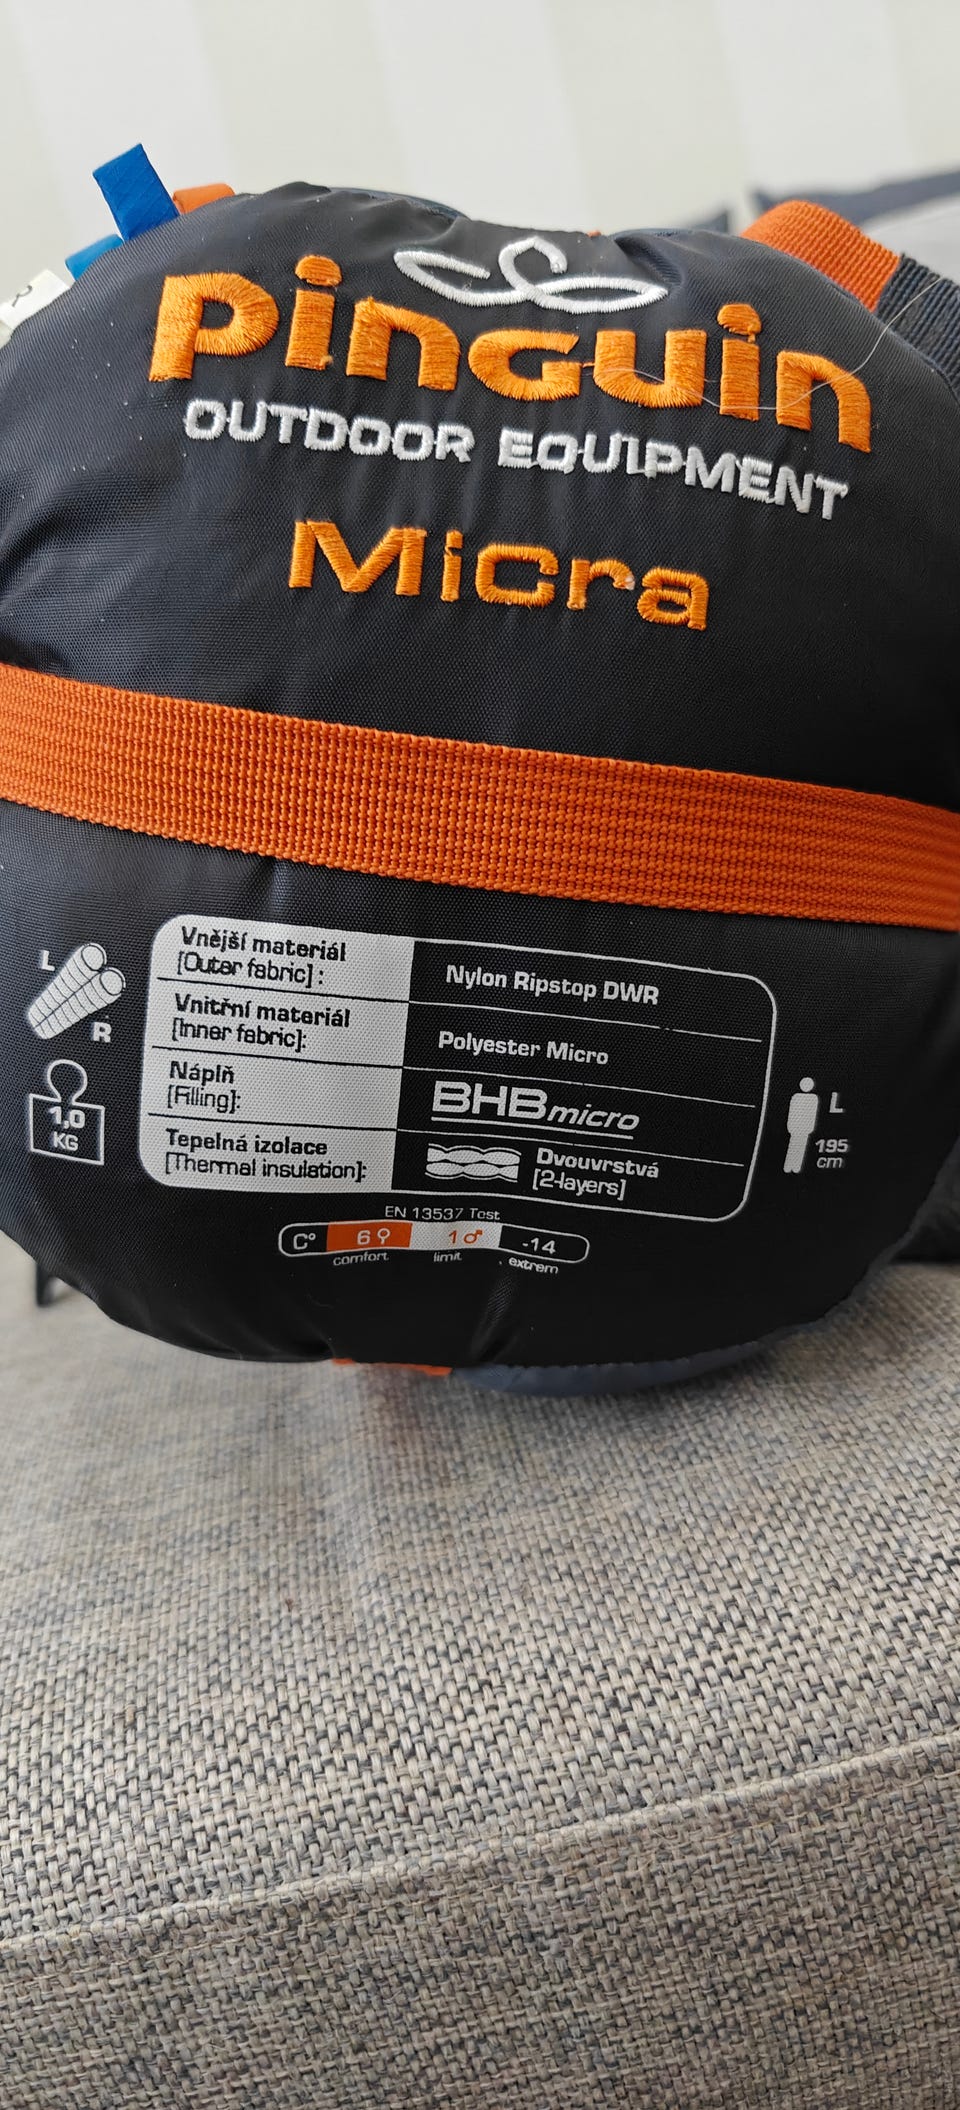 R
Pinguin
OUTDOOR EQUIPMENT
Micra
L
R
1,0
KG
Vnější materiál
[Outer fabric]:
Nylon Ripstop DWR
Vnitřní materiál
[Inner fabric]:
Polyester Micro
Náplň
[Filling]:
BHBmicro
Tepelná izolace
[Thermal insulation]:
Dvouvrstvá
[2-layers]
L
195
cm
EN 13537 Test
C° 6♀ 1♂ -14
comfort limit extrem